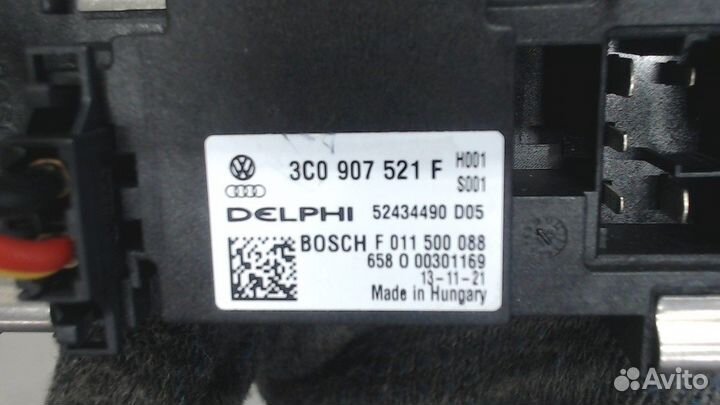 3C0 907 521 F H001
S001
DELPHI 52434490 D05
BOSCH F 011 500 088
658 0 00301169
13-11-21
Made in Hungary
Avito